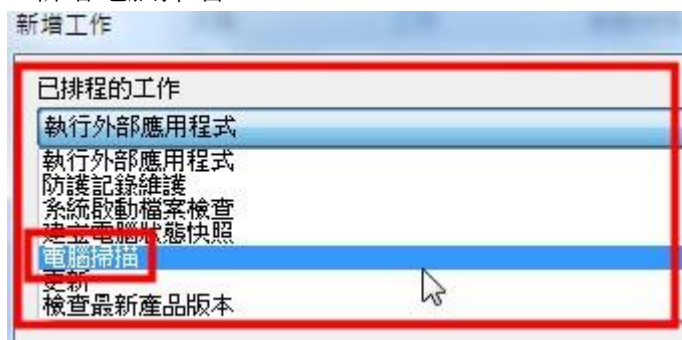 新增工作
已排程的工作
執行外部應用程式
執行外部應用程式
防護記錄維護
系統啟動檔案檢查
建立電腦狀態快照
電腦掃描
更新
檢查最新產品版本